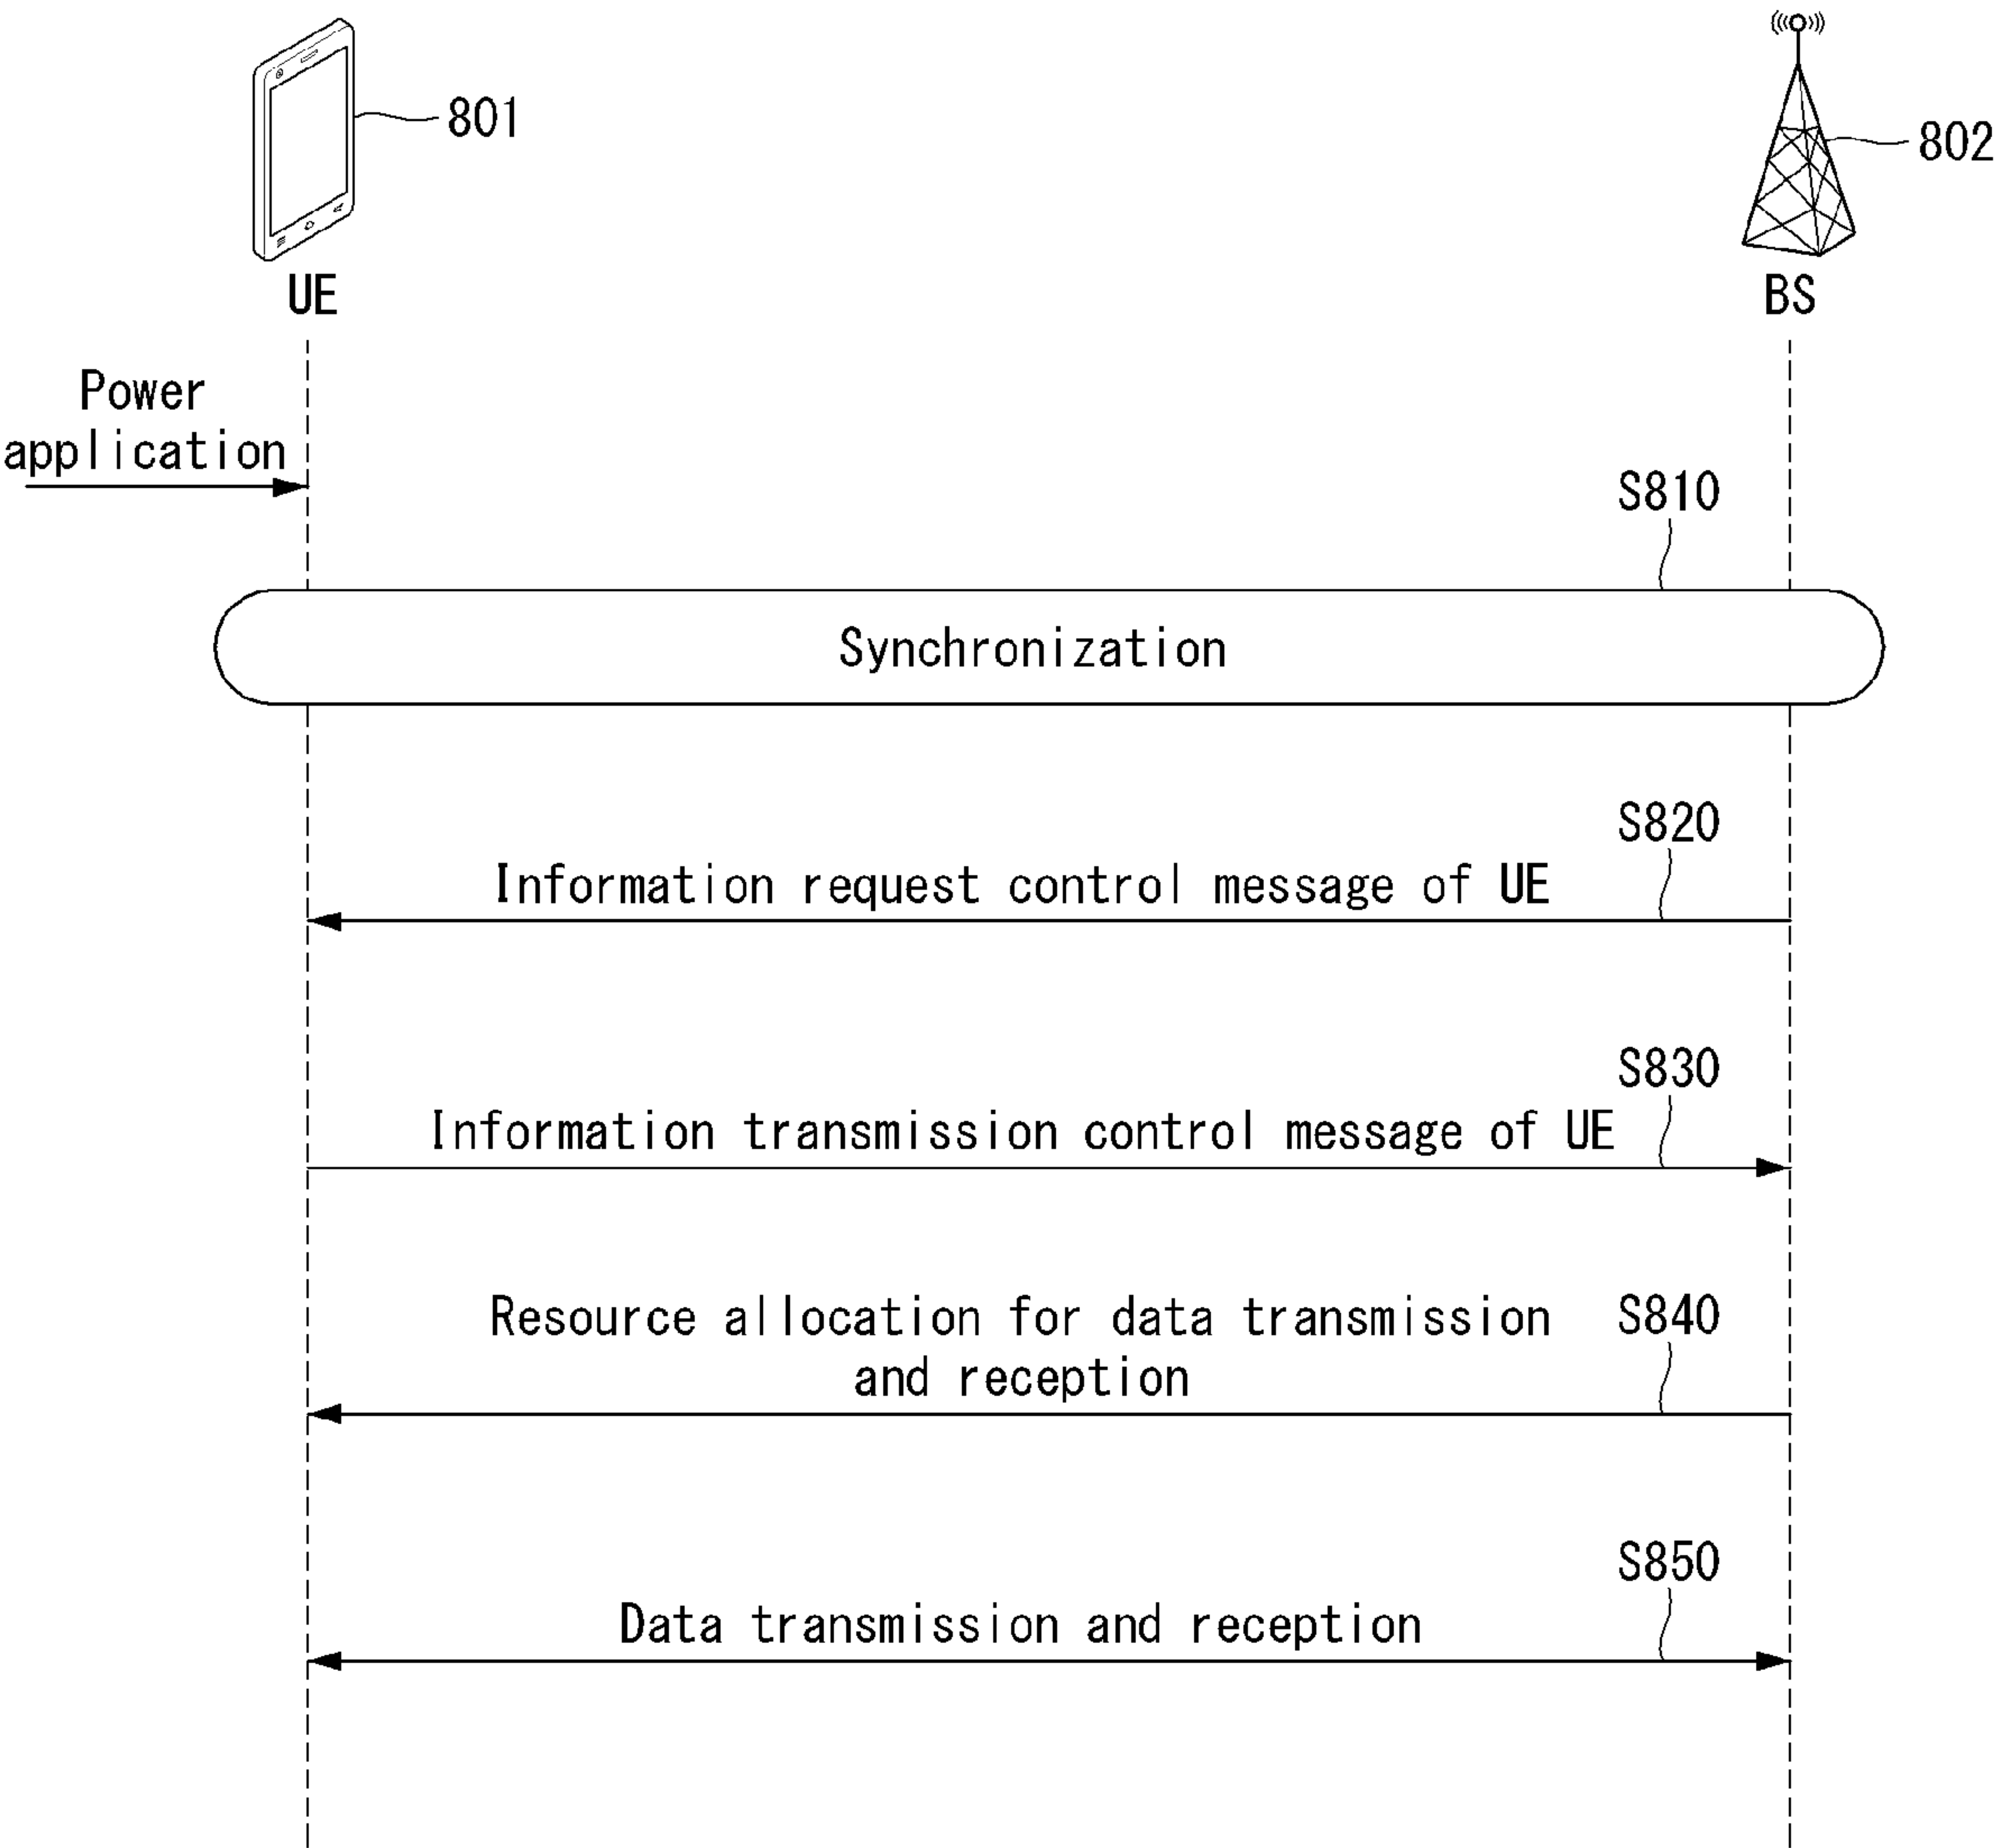 801
802
UE
BS
Power
application
S810
Synchronization
S820
Information request control message of UE
S830
Information transmission control message of UE
Resource allocation for data transmission
and reception
S840
S850
Data transmission and reception